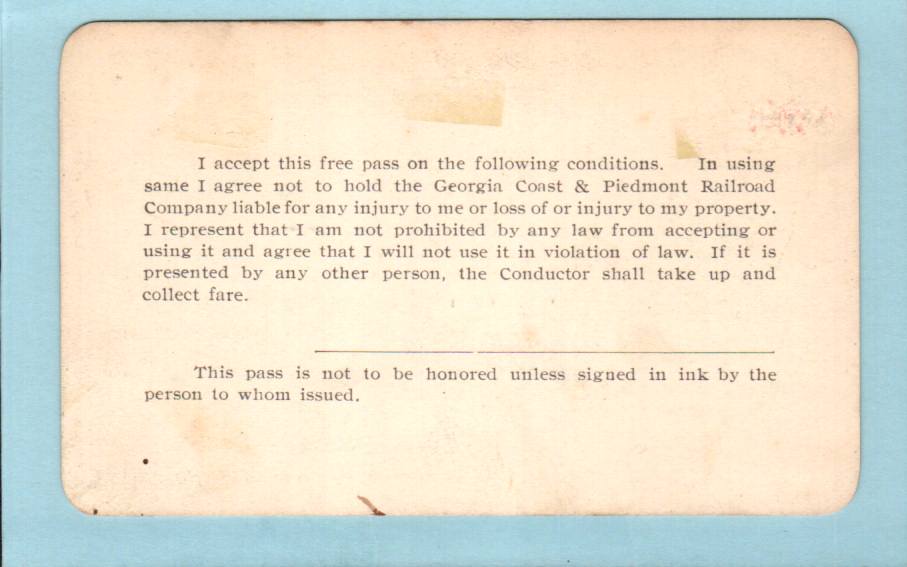 I accept this free pass on the following conditions. In using
same I agree not to hold the Georgia Coast & Piedmont Railroad
Company liable for any injury to me or loss of or injury to my property.
I represent that I am not prohibited by any law from accepting or
using it and agree that I will not use it in violation of law. If it is
presented by any other person, the Conductor shall take up and
collect fare.
This pass is not to be honored unless signed in ink by the
person to whom issued.